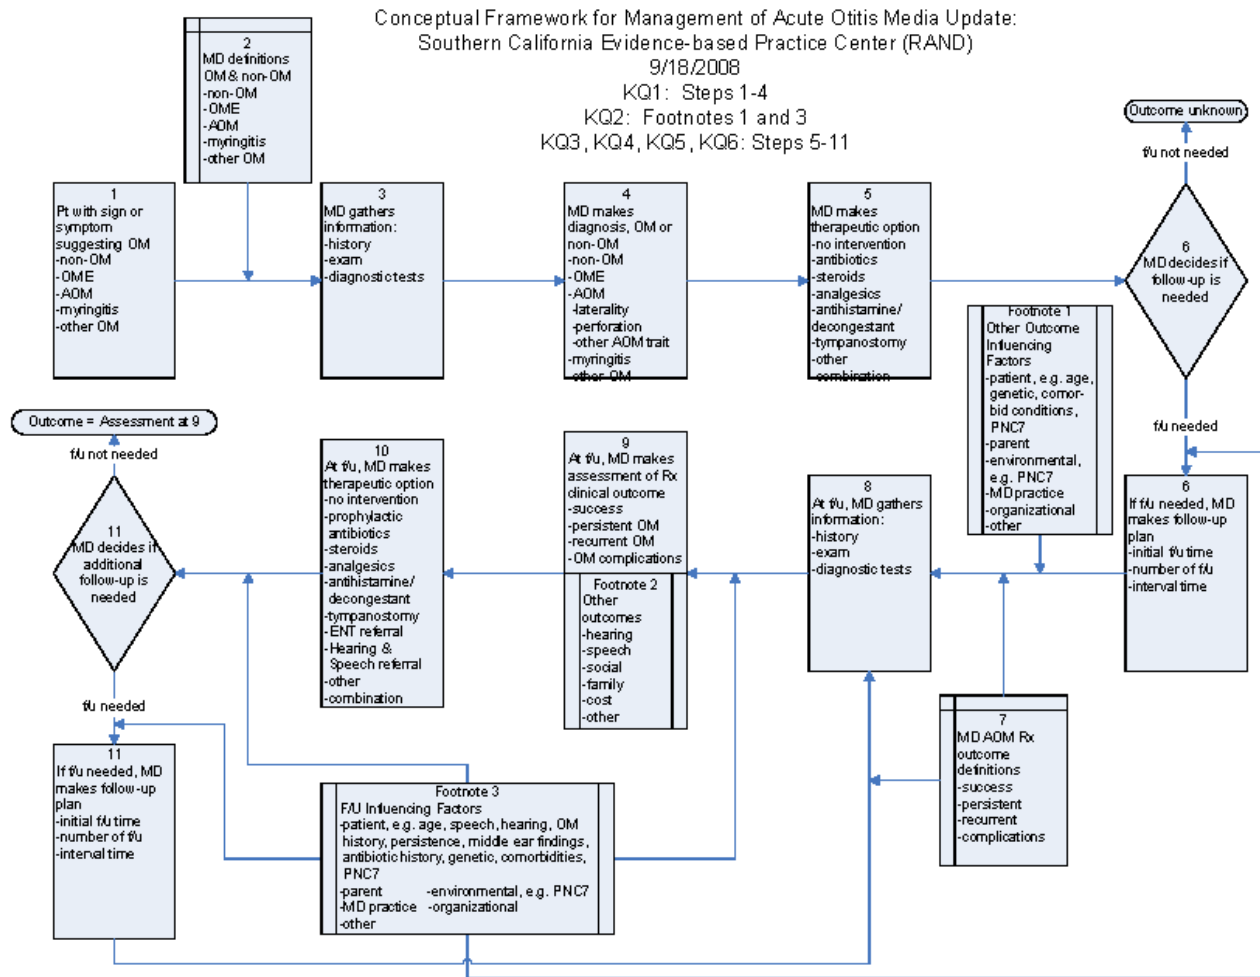 Conceptual Framework for Management of Acute Otitis Media Update:
Southern California Evidence-based Practice Center (RAND)
9/18/2008
KQ1: Steps 1-4
KQ2: Footnotes 1 and 3
KQ3, KQ4, KQ5, KQ6: Steps 5-11
2
MD definitions
OM & non-OM
-non-OM
-OME
-AOM
-myringitis
-other OM
1
Pt with sign or
symptom
suggesting OM
-non-OM
-OME
-AOM
-myringitis
-other OM
3
MD gathers
information:
-history
-exam
-diagnostic tests
4
MD makes
diagnosis, OM or
non-OM
-non-OM
-OME
-AOM
-laterality
-perforation
-other AOM trait
-myringitis
-other OM
5
MD makes
therapeutic option
-no intervention
-antibiotics
-steroids
-analgesics
-antihistamine/
decongestant
-tympanostomy
-other
-combination
Outcome unknown
f/u not needed
6
MD decides if
follow-up is
needed
f/u needed
Footnote 1
Other Outcome
Influencing
Factors
-patient, e.g. age,
genetic, comor-
bid conditions,
PNC7
-parent
-environmental,
e.g. PNC7
-MD practice
-organizational
-other
6
If f/u needed, MD
makes follow-up
plan
-initial f/u time
-number of f/u
-interval time
7
MD AOM Rx
outcome
definitions
-success
-persistent
-recurrent
-complications
8
At f/u, MD gathers
information:
-history
-exam
-diagnostic tests
9
At f/u, MD makes
assessment of Rx
clinical outcome
-success
-persistent OM
-recurrent OM
-OM complications
Footnote 2
Other
outcomes
-hearing
-speech
-social
-family
-cost
-other
10
At f/u, MD makes
therapeutic option
-no intervention
-prophylactic
antibiotics
-steroids
-analgesics
-antihistamine/
decongestant
-tympanostomy
-ENT referral
-Hearing &
Speech referral
-other
-combination
Outcome = Assessment at 9
f/u not needed
11
MD decides if
additional
follow-up is
needed
f/u needed
11
If f/u needed, MD
makes follow-up
plan
-initial f/u time
-number of f/u
-interval time
Footnote 3
F/U Influencing Factors
-patient, e.g. age, speech, hearing, OM
history, persistence, middle ear findings,
antibiotic history, genetic, comorbidities,
PNC7
-parent -environmental, e.g. PNC7
-MD practice -organizational
-other